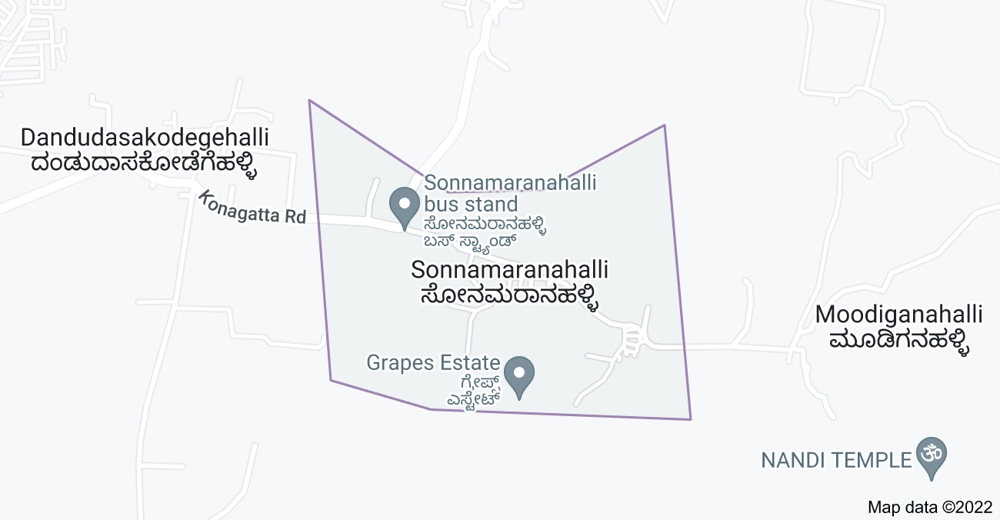 Dandudasakodegehalli
ದಂಡುದಾಸಕೋಡೆಗೆಹಳ್ಳಿ
Konagatta Rd
Sonnamaranahalli
bus stand
ಸೋನಮರಾನಹಳ್ಳಿ
ಬಸ್ ಸ್ಟ್ಯಾಂಡ್
Sonnamaranahalli
ಸೋನಮರಾನಹಳ್ಳಿ
Moodiganahalli
ಮೂಡಿಗನಹಳ್ಳಿ
Grapes Estate
ಗ್ರೇಪ್ಸ್
ಎಸ್ಟೇಟ್
NANDI TEMPLE
Map data ©2022